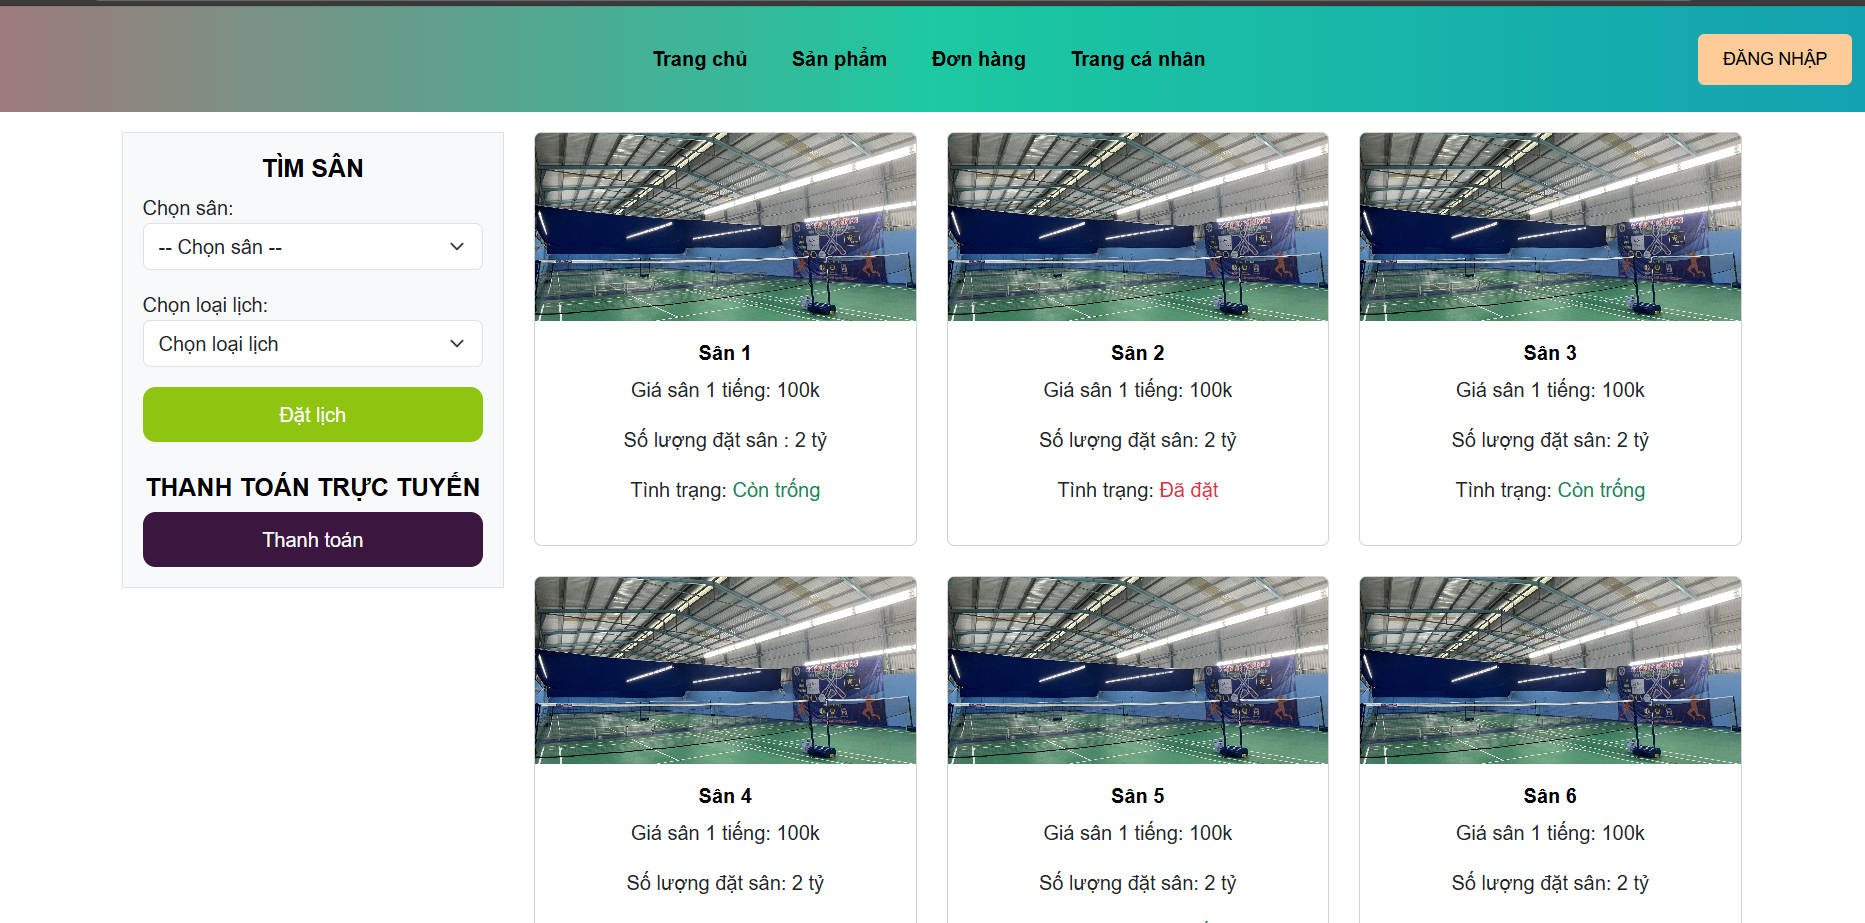 Trang chủ Sản phẩm Đơn hàng Trang cá nhân ĐĂNG NHẬP
TÌM SÂN
Chọn sân:
-- Chọn sân --
Chọn loại lịch:
Chọn loại lịch
Đặt lịch
THANH TOÁN TRỰC TUYẾN
Thanh toán
Sân 1
Giá sân 1 tiếng: 100k
Số lượng đặt sân : 2 tỷ
Tình trạng: Còn trống
Sân 2
Giá sân 1 tiếng: 100k
Số lượng đặt sân: 2 tỷ
Tình trạng: Đã đặt
Sân 3
Giá sân 1 tiếng: 100k
Số lượng đặt sân: 2 tỷ
Tình trạng: Còn trống
Sân 4
Giá sân 1 tiếng: 100k
Số lượng đặt sân: 2 tỷ
Sân 5
Giá sân 1 tiếng: 100k
Số lượng đặt sân: 2 tỷ
Sân 6
Giá sân 1 tiếng: 100k
Số lượng đặt sân: 2 tỷ